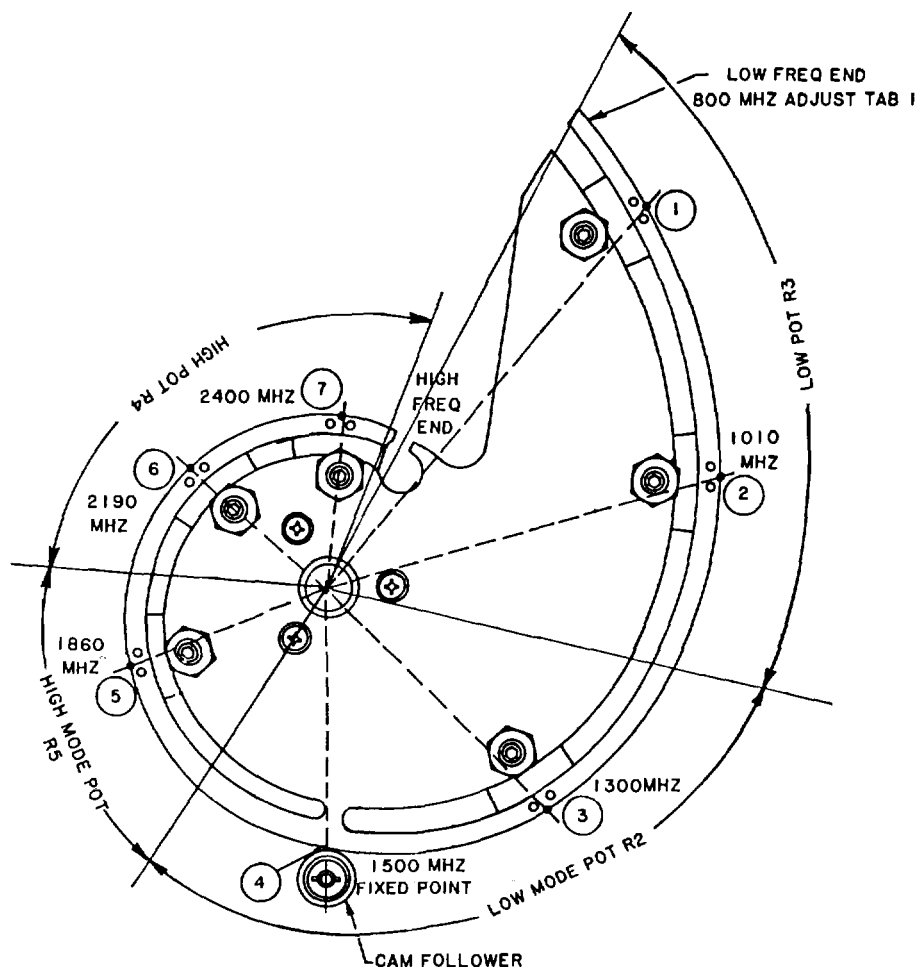 LOW FREQ END
800 MHZ ADJUST TAB 1
1
LOW POT R3
HIGH POT R4
HIGH
FREQ
END
7
2400 MHZ
6
2190
MHZ
1010
MHZ
2
1860
MHZ
5
HIGH MODE POT
R5
1300MHZ
3
LOW MODE POT R2
4
1500 MHZ
FIXED POINT
CAM FOLLOWER